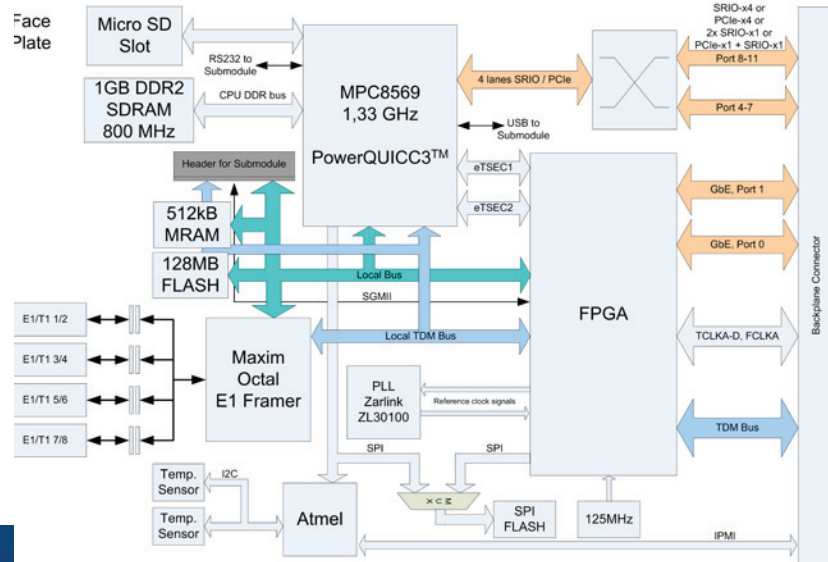 Face
Plate
Micro SD
Slot
RS232 to
Submodule
1GB DDR2
SDRAM
800 MHz
CPU DDR bus
MPC8569
1,33 GHz
PowerQUICC3™
4 lanes SRIO / PCIe
SRIO-x4 or
PCIe-x4 or
2x SRIO-x1 or
PCIe-x1 + SRIO-x1
Port 8-11
Port 4-7
USB to
Submodule
Header for Submodule
eTSEC1
eTSEC2
GbE, Port 1
GbE, Port 0
Backplane Connector
512kB
MRAM
128MB
FLASH
Local Bus
SGMII
FPGA
E1/T1 1/2
E1/T1 3/4
E1/T1 5/6
E1/T1 7/8
Maxim
Octal
E1 Framer
Local TDM Bus
TCLKA-D, FCLKA
PLL
Zarlink
ZL30100
Reference clock signals
TDM Bus
SPI
SPI
Temp.
Sensor
I2C
Temp.
Sensor
Atmel
MUX
SPI
FLASH
125MHz
IPMI